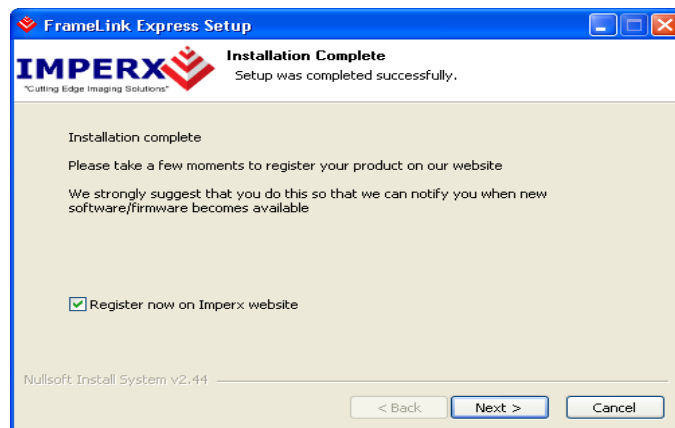 FrameLink Express Setup
IMPERX
"Cutting Edge Imaging Solutions"
Installation Complete
Setup was completed successfully.
Installation complete
Please take a few moments to register your product on our website
We strongly suggest that you do this so that we can notify you when new
software/firmware becomes available
Register now on Imperx website
Nullsoft Install System v2.44
< Back
Next >
Cancel